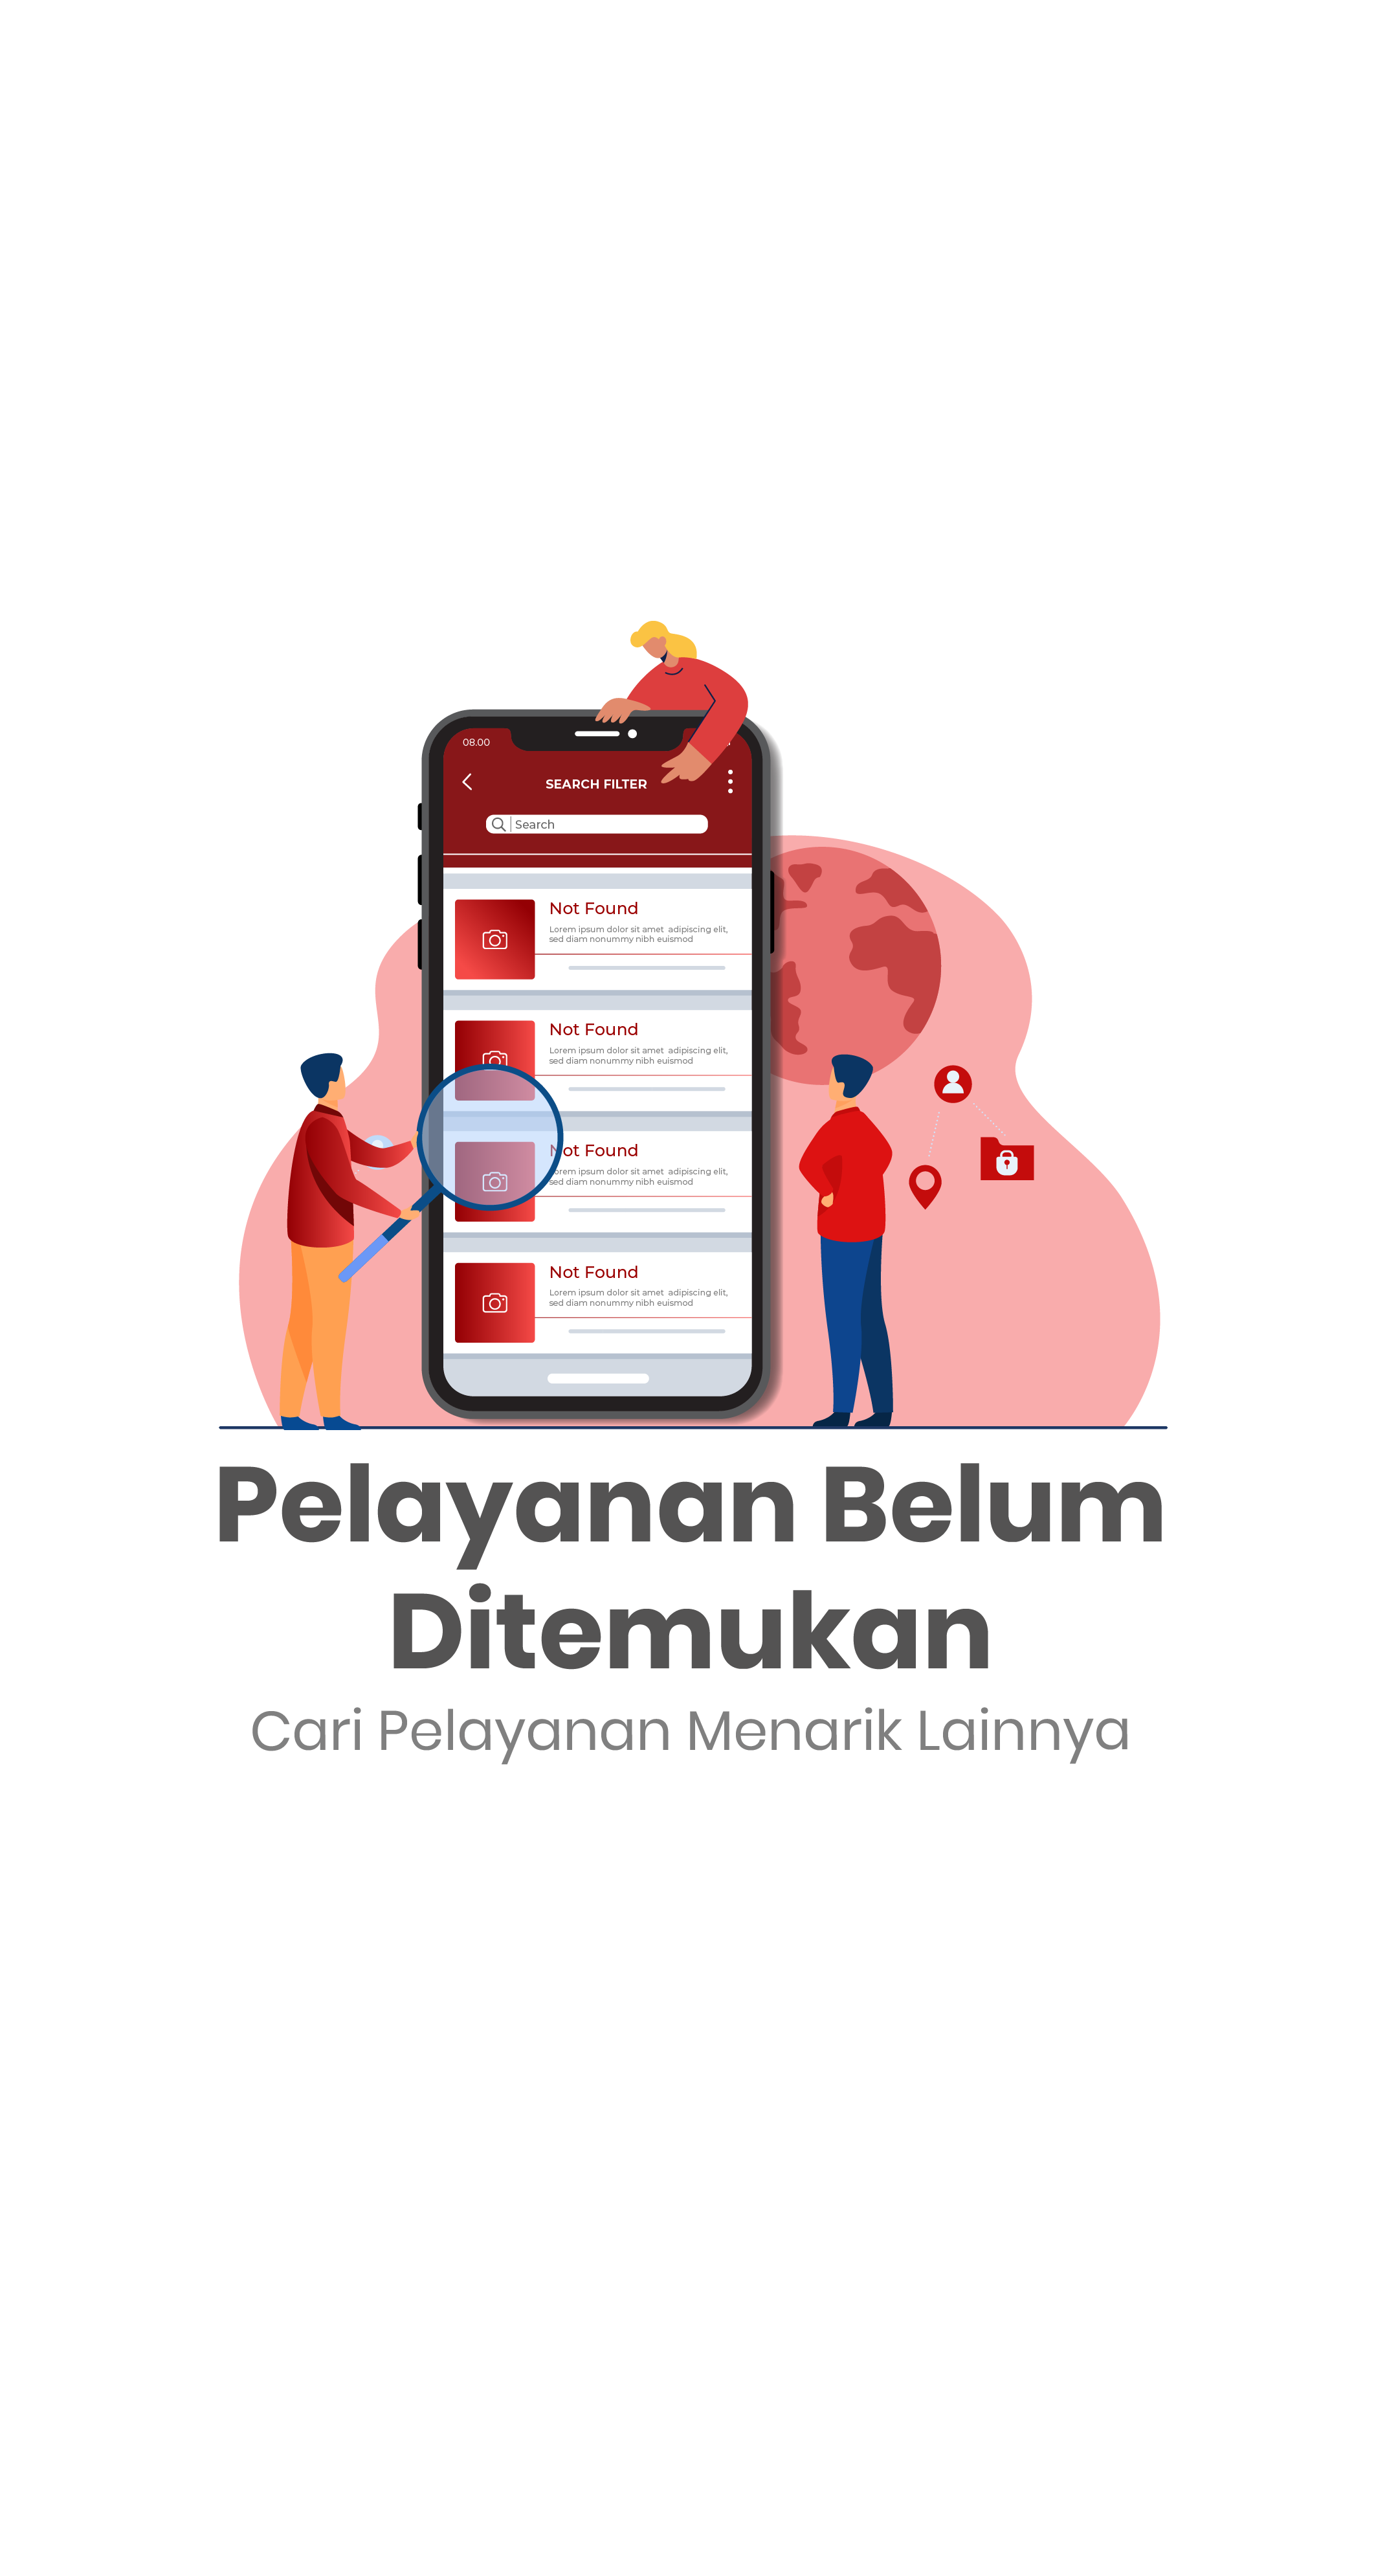 08.00
SEARCH FILTER
Search
Not Found
Lorem ipsum dolor sit amet adipiscing elit,
sed diam nonummy nibh euismod
Not Found
Lorem ipsum dolor sit amet adipiscing elit,
sed diam nonummy nibh euismod
Not Found
Lorem ipsum dolor sit amet adipiscing elit,
sed diam nonummy nibh euismod
Not Found
Lorem ipsum dolor sit amet adipiscing elit,
sed diam nonummy nibh euismod
Pelayanan Belum
Ditemukan
Cari Pelayanan Menarik Lainnya